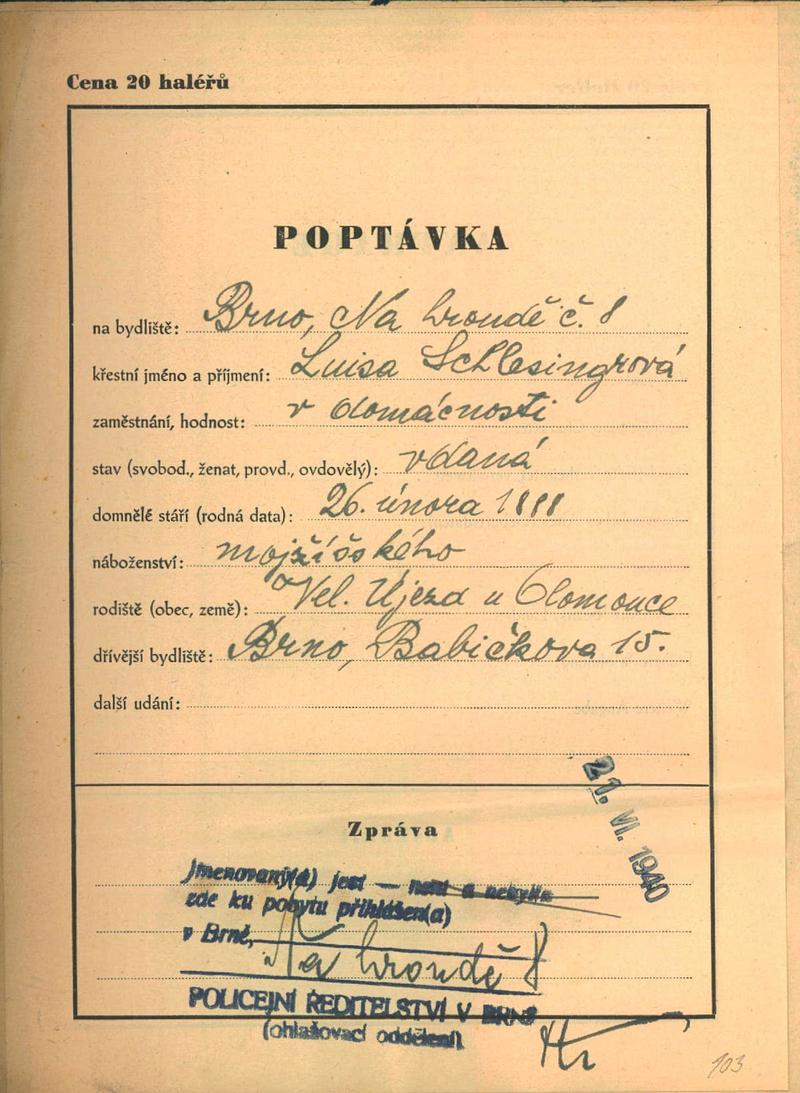 Cena 20 haléřů
POPTÁVKA
na bydliště: Brno, Na hroudě č. 8
křestní jméno a příjmení: Luisa Schlesingrová
zaměstnání, hodnost: v domácnosti
stav (svobod., ženat, provd., ovdovělý): vdaná
domnělé stáří (rodná data): 26. února 1888
náboženství: mojžíšského
rodiště (obec, země): Vel. Újezd u Olomouce
dřívější bydliště: Brno, Babičkova 15.
další udání:
21. VI. 1940
Zpráva
Jmenovaný(á) jest — není a nebyl/a
zde ku pobytu přihlášen(a)
v Brně, Na hroudě 8
POLICEJNÍ ŘEDITELSTVÍ V BRNĚ
(ohlašovací oddělení)
103